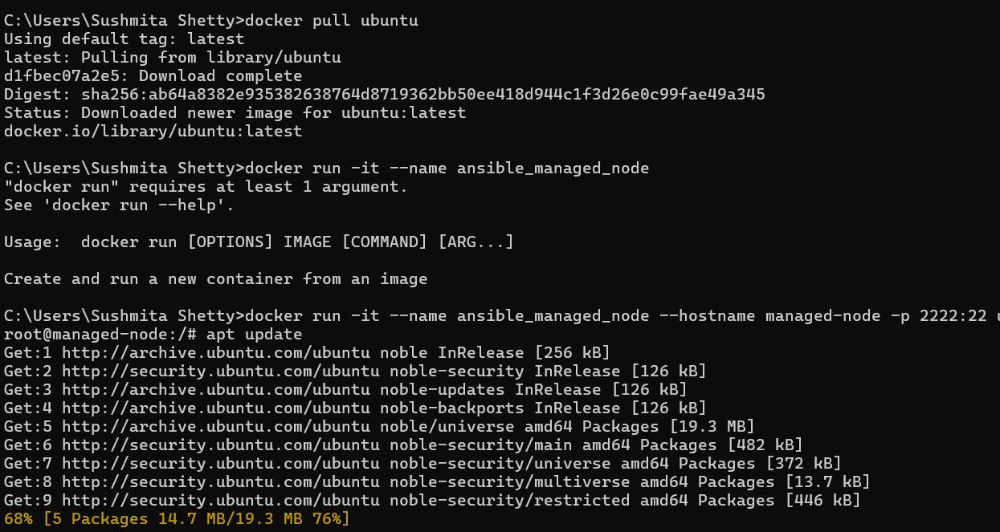 C:\Users\Sushmita Shetty>docker pull ubuntu
Using default tag: latest
latest: Pulling from library/ubuntu
d1fbec07a2e5: Download complete
Digest: sha256:ab64a8382e935382638764d8719362bb50ee418d944c1f3d26e0c99fae49a345
Status: Downloaded newer image for ubuntu:latest
docker.io/library/ubuntu:latest
C:\Users\Sushmita Shetty>docker run -it --name ansible_managed_node
"docker run" requires at least 1 argument.
See 'docker run --help'.
Usage:  docker run [OPTIONS] IMAGE [COMMAND] [ARG...]
Create and run a new container from an image
C:\Users\Sushmita Shetty>docker run -it --name ansible_managed_node --hostname managed-node -p 2222:22
root@managed-node:/# apt update
Get:1 http://archive.ubuntu.com/ubuntu noble InRelease [256 kB]
Get:2 http://security.ubuntu.com/ubuntu noble-security InRelease [126 kB]
Get:3 http://archive.ubuntu.com/ubuntu noble-updates InRelease [126 kB]
Get:4 http://archive.ubuntu.com/ubuntu noble-backports InRelease [126 kB]
Get:5 http://archive.ubuntu.com/ubuntu noble/universe amd64 Packages [19.3 MB]
Get:6 http://security.ubuntu.com/ubuntu noble-security/main amd64 Packages [482 kB]
Get:7 http://security.ubuntu.com/ubuntu noble-security/universe amd64 Packages [372 kB]
Get:8 http://security.ubuntu.com/ubuntu noble-security/multiverse amd64 Packages [13.7 kB]
Get:9 http://security.ubuntu.com/ubuntu noble-security/restricted amd64 Packages [446 kB]
68% [5 Packages 14.7 MB/19.3 MB 76%]